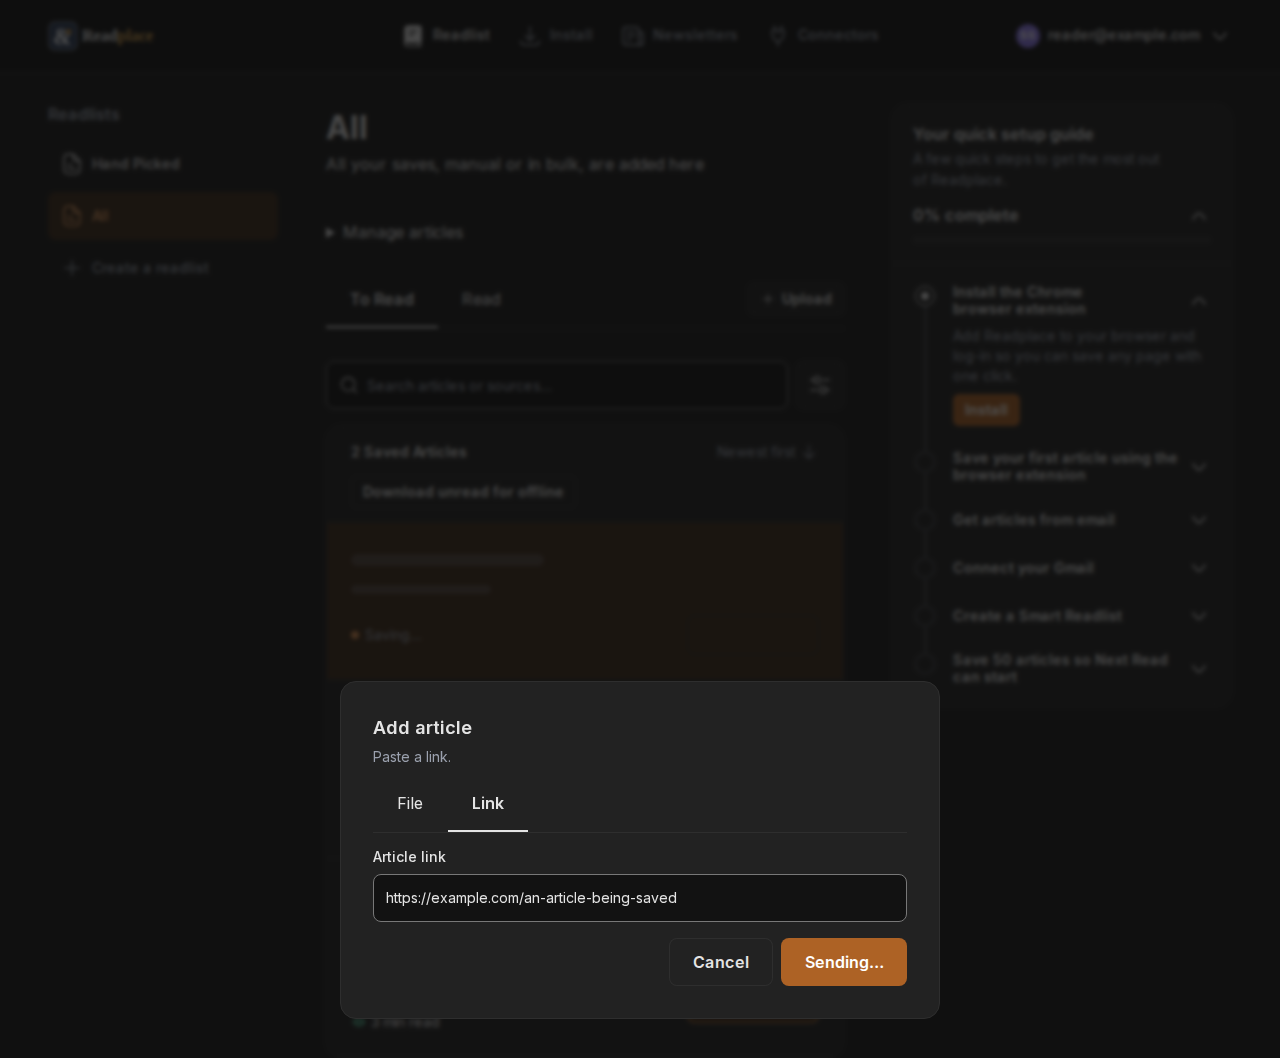 Readplace
Readlist
Install
Newsletters
Connectors
reader@example.com
Readlists
Hand Picked
All
Create a readlist
All
All your saves, manual or in bulk, are added here
Manage articles
To Read
Read
Upload
Search articles or sources...
2 Saved Articles
Newest first ↓
Download unread for offline
Saving...
Your quick setup guide
A few quick steps to get the most out
of Readplace.
0% complete
Install the Chrome
browser extension
Add Readplace to your browser and
log in so you can save any page with
one click.
Install
Save your first article using the
browser extension
Get articles from email
Connect your Gmail
Create a Smart Readlist
Save 50 articles so Next Read
can start
Add article
Paste a link.
File
Link
Article link
https://example.com/an-article-being-saved
Cancel
Sending...